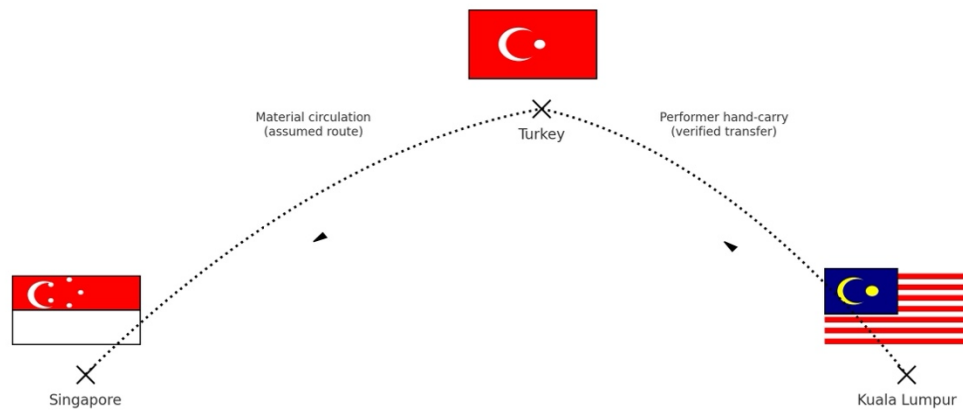 Material circulation
(assumed route)
Performer hand-carry
(verified transfer)
Turkey
Singapore
Kuala Lumpur